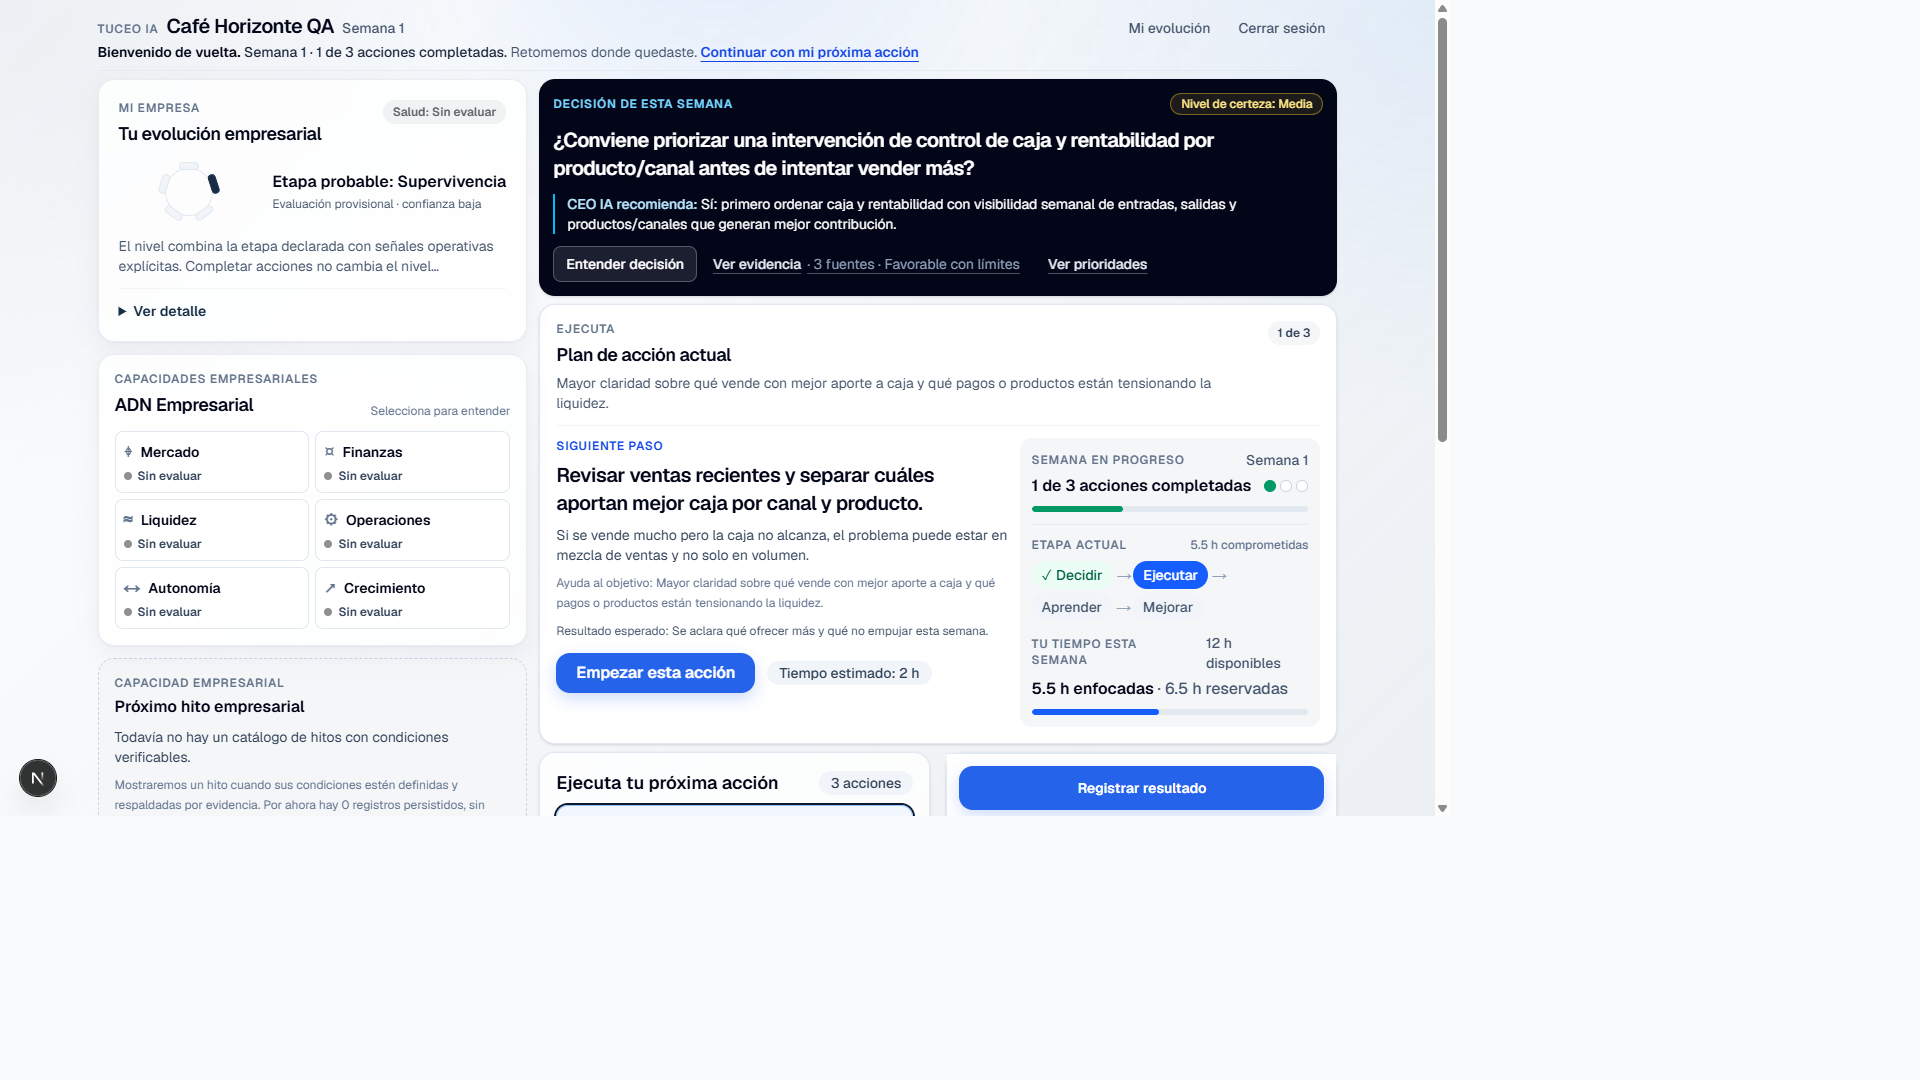 TUCEO IA Café Horizonte QA Semana 1
Mi evolución Cerrar sesión
Bienvenido de vuelta. Semana 1 · 1 de 3 acciones completadas. Retomemos donde quedaste. Continuar con mi próxima acción
MI EMPRESA
Salud: Sin evaluar
Tu evolución empresarial
Etapa probable: Supervivencia
Evaluación provisional · confianza baja
El nivel combina la etapa declarada con señales operativas
explícitas. Completar acciones no cambia el nivel...
▶ Ver detalle
CAPACIDADES EMPRESARIALES
ADN Empresarial
Selecciona para entender
Mercado
Sin evaluar
Finanzas
Sin evaluar
Liquidez
Sin evaluar
Operaciones
Sin evaluar
Autonomía
Sin evaluar
Crecimiento
Sin evaluar
CAPACIDAD EMPRESARIAL
Próximo hito empresarial
Todavía no hay un catálogo de hitos con condiciones
verificables.
Mostraremos un hito cuando sus condiciones estén definidas y
respaldadas por evidencia. Por ahora hay 0 registros persistidos, sin
N
DECISIÓN DE ESTA SEMANA
Nivel de certeza: Media
¿Conviene priorizar una intervención de control de caja y rentabilidad por
producto/canal antes de intentar vender más?
CEO IA recomienda: Sí: primero ordenar caja y rentabilidad con visibilidad semanal de entradas, salidas y
productos/canales que generan mejor contribución.
Entender decisión Ver evidencia · 3 fuentes · Favorable con límites Ver prioridades
EJECUTA
1 de 3
Plan de acción actual
Mayor claridad sobre qué vende con mejor aporte a caja y qué pagos o productos están tensionando la
liquidez.
SIGUIENTE PASO
Revisar ventas recientes y separar cuáles
aportan mejor caja por canal y producto.
Si se vende mucho pero la caja no alcanza, el problema puede estar en
mezcla de ventas y no solo en volumen.
Ayuda al objetivo: Mayor claridad sobre qué vende con mejor aporte a caja y qué
pagos o productos están tensionando la liquidez.
Resultado esperado: Se aclara qué ofrecer más y qué no empujar esta semana.
Empezar esta acción Tiempo estimado: 2 h
SEMANA EN PROGRESO Semana 1
1 de 3 acciones completadas
ETAPA ACTUAL 5.5 h comprometidas
✓ Decidir → Ejecutar →
Aprender → Mejorar
TU TIEMPO ESTA
SEMANA
12 h
disponibles
5.5 h enfocadas · 6.5 h reservadas
Ejecuta tu próxima acción 3 acciones
Registrar resultado